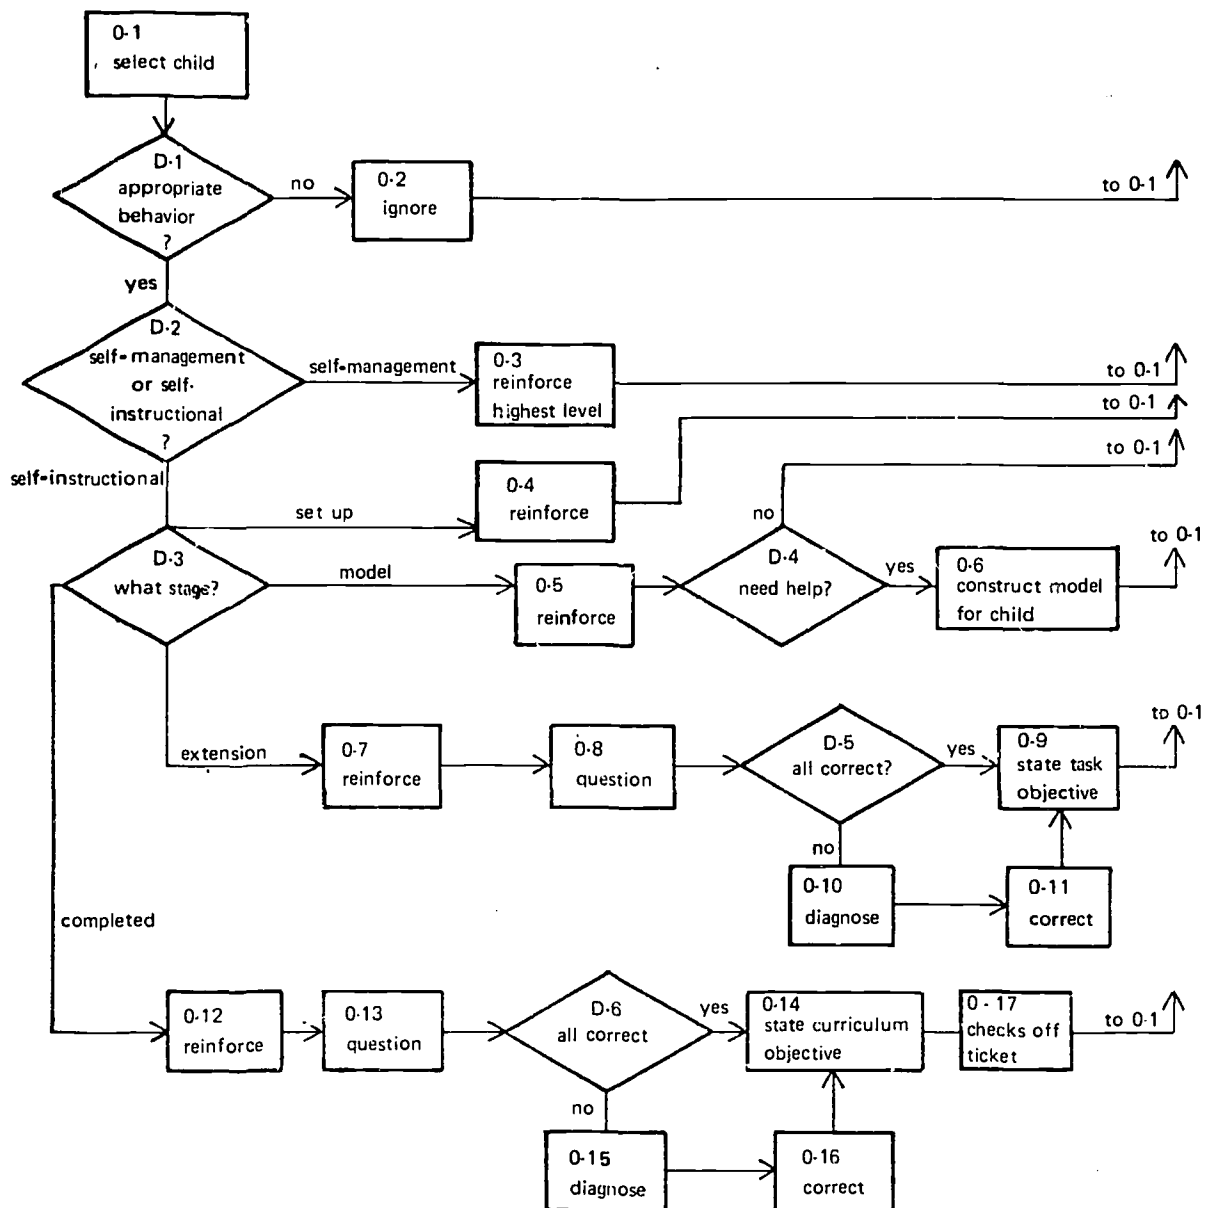 0-1
select child
D-1
appropriate
behavior
?
no
0-2
ignore
to 0-1
yes
D-2
self-management
or self-
instructional
?
self-management
0-3
reinforce
highest level
to 0-1
to 0-1
to 0-1
self-instructional
set up
0-4
reinforce
no
D-3
what stage?
model
0-5
reinforce
D-4
need help?
yes
0-6
construct model
for child
to 0-1
extension
0-7
reinforce
0-8
question
D-5
all correct?
yes
0-9
state task
objective
to 0-1
no
0-10
diagnose
0-11
correct
completed
0-12
reinforce
0-13
question
D-6
all correct
yes
0-14
state curriculum
objective
0-17
checks off
ticket
to 0-1
no
0-15
diagnose
0-16
correct